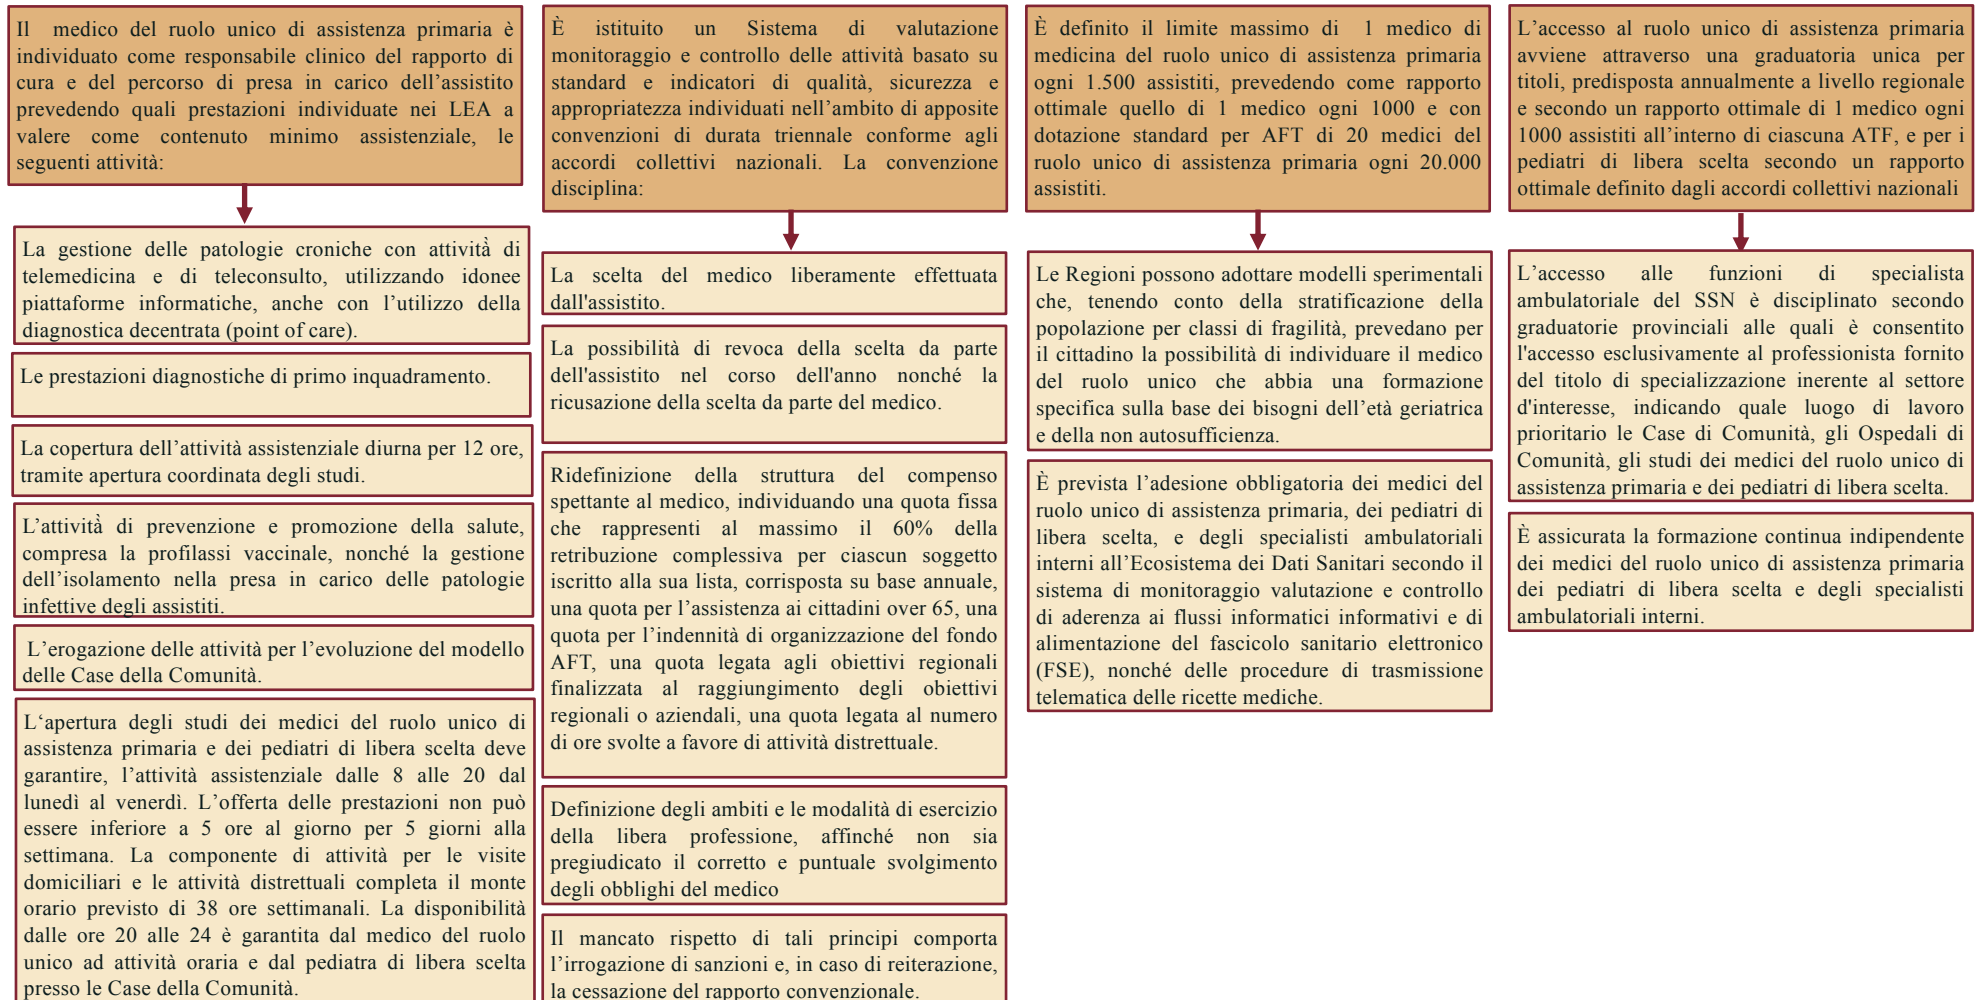 Il medico del ruolo unico di assistenza primaria è
individuato come responsabile clinico del rapporto di
cura e del percorso di presa in carico dell'assistito
prevedendo quali prestazioni individuate nei LEA a
valere come contenuto minimo assistenziale, le
seguenti attività:
La gestione delle patologie croniche con attività di
telemedicina e di teleconsulto, utilizzando idonee
piattaforme informatiche, anche con l'utilizzo della
diagnostica decentrata (point of care).
Le prestazioni diagnostiche di primo inquadramento.
La copertura dell'attività assistenziale diurna per 12 ore,
tramite apertura coordinata degli studi.
L'attività di prevenzione e promozione della salute,
compresa la profilassi vaccinale, nonché la gestione
dell'isolamento nella presa in carico delle patologie
infettive degli assistiti.
L'erogazione delle attività per l'evoluzione del modello
delle Case della Comunità.
L'apertura degli studi dei medici del ruolo unico di
assistenza primaria e dei pediatri di libera scelta deve
garantire, l'attività assistenziale dalle 8 alle 20 dal
lunedì al venerdì. L'offerta delle prestazioni non può
essere inferiore a 5 ore al giorno per 5 giorni alla
settimana. La componente di attività per le visite
domiciliari e le attività distrettuali completa il monte
orario previsto di 38 ore settimanali. La disponibilità
dalle ore 20 alle 24 è garantita dal medico del ruolo
unico ad attività oraria e dal pediatra di libera scelta
presso le Case della Comunità.
È istituito un Sistema di valutazione
monitoraggio e controllo delle attività basato su
standard e indicatori di qualità, sicurezza e
appropriatezza individuati nell'ambito di apposite
convenzioni di durata triennale conforme agli
accordi collettivi nazionali. La convenzione
disciplina:
La scelta del medico liberamente effettuata
dall'assistito.
La possibilità di revoca della scelta da parte
dell'assistito nel corso dell'anno nonché la
ricusazione della scelta da parte del medico.
Ridefinizione della struttura del compenso
spettante al medico, individuando una quota fissa
che rappresenti al massimo il 60% della
retribuzione complessiva per ciascun soggetto
iscritto alla sua lista, corrisposta su base annuale,
una quota per l'assistenza ai cittadini over 65, una
quota per l'indennità di organizzazione del fondo
AFT, una quota legata agli obiettivi regionali
finalizzata al raggiungimento degli obiettivi
regionali o aziendali, una quota legata al numero
di ore svolte a favore di attività distrettuale.
Definizione degli ambiti e le modalità di esercizio
della libera professione, affinché non sia
pregiudicato il corretto e puntuale svolgimento
degli obblighi del medico
Il mancato rispetto di tali principi comporta
l'irrogazione di sanzioni e, in caso di reiterazione,
la cessazione del rapporto convenzionale.
È definito il limite massimo di 1 medico di
medicina del ruolo unico di assistenza primaria
ogni 1.500 assistiti, prevedendo come rapporto
ottimale quello di 1 medico ogni 1000 e con
dotazione standard per AFT di 20 medici del
ruolo unico di assistenza primaria ogni 20.000
assistiti.
Le Regioni possono adottare modelli sperimentali
che, tenendo conto della stratificazione della
popolazione per classi di fragilità, prevedano per
il cittadino la possibilità di individuare il medico
del ruolo unico che abbia una formazione
specifica sulla base dei bisogni dell'età geriatrica
e della non autosufficienza.
È prevista l'adesione obbligatoria dei medici del
ruolo unico di assistenza primaria, dei pediatri di
libera scelta, e degli specialisti ambulatoriali
interni all'Ecosistema dei Dati Sanitari secondo il
sistema di monitoraggio valutazione e controllo
di aderenza ai flussi informatici informativi e di
alimentazione del fascicolo sanitario elettronico
(FSE), nonché delle procedure di trasmissione
telematica delle ricette mediche.
L'accesso al ruolo unico di assistenza primaria
avviene attraverso una graduatoria unica per
titoli, predisposta annualmente a livello regionale
e secondo un rapporto ottimale di 1 medico ogni
1000 assistiti all'interno di ciascuna ATF, e per i
pediatri di libera scelta secondo un rapporto
ottimale definito dagli accordi collettivi nazionali
L'accesso alle funzioni di specialista
ambulatoriale del SSN è disciplinato secondo
graduatorie provinciali alle quali è consentito
l'accesso esclusivamente al professionista fornito
del titolo di specializzazione inerente al settore
d'interesse, indicando quale luogo di lavoro
prioritario le Case di Comunità, gli Ospedali di
Comunità, gli studi dei medici del ruolo unico di
assistenza primaria e dei pediatri di libera scelta.
È assicurata la formazione continua indipendente
dei medici del ruolo unico di assistenza primaria
dei pediatri di libera scelta e degli specialisti
ambulatoriali interni.